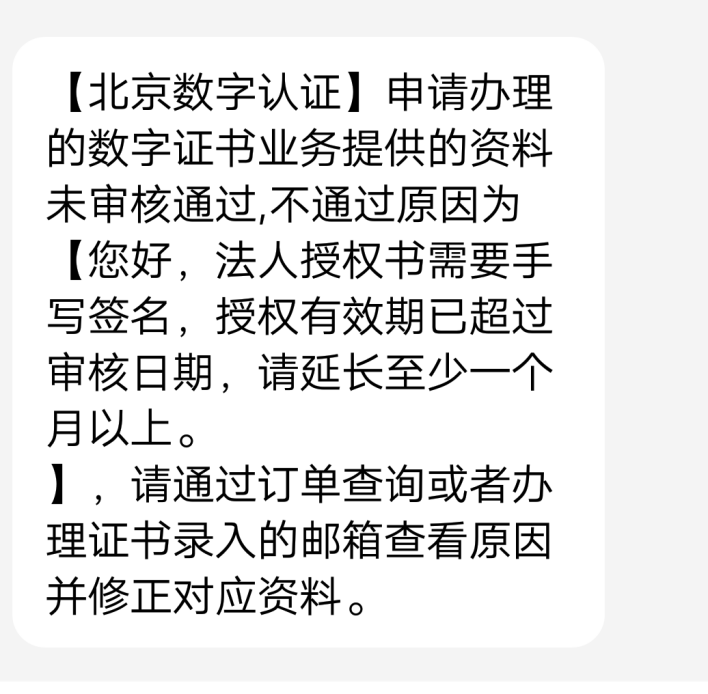 【北京数字认证】申请办理
的数字证书业务提供的资料
未审核通过,不通过原因为
【您好，法人授权书需要手
写签名，授权有效期已超过
审核日期，请延长至少一个
月以上。
】，请通过订单查询或者办
理证书录入的邮箱查看原因
并修正对应资料。